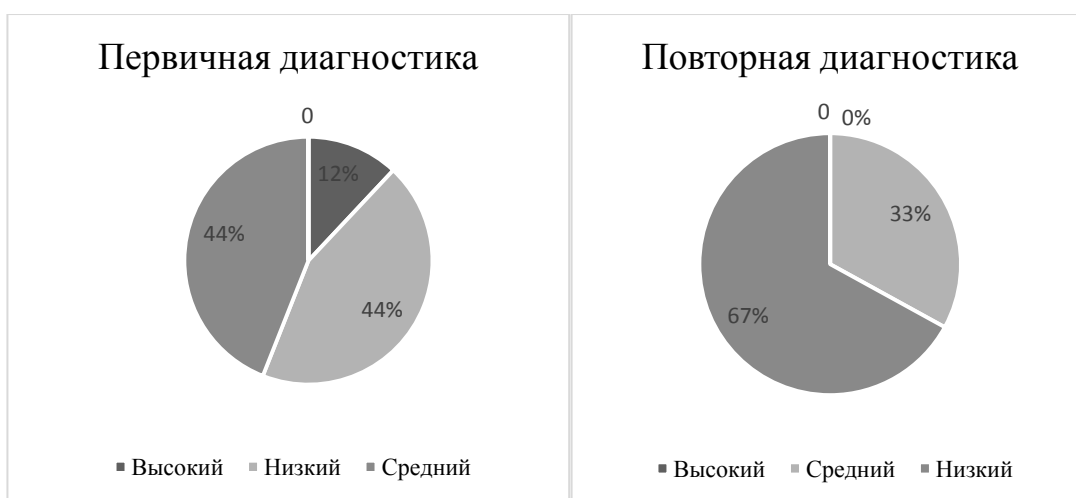 Первичная диагностика
0
12%
44%
44%
Высокий Низкий Средний
Повторная диагностика
0 0%
33%
67%
Высокий Средний Низкий